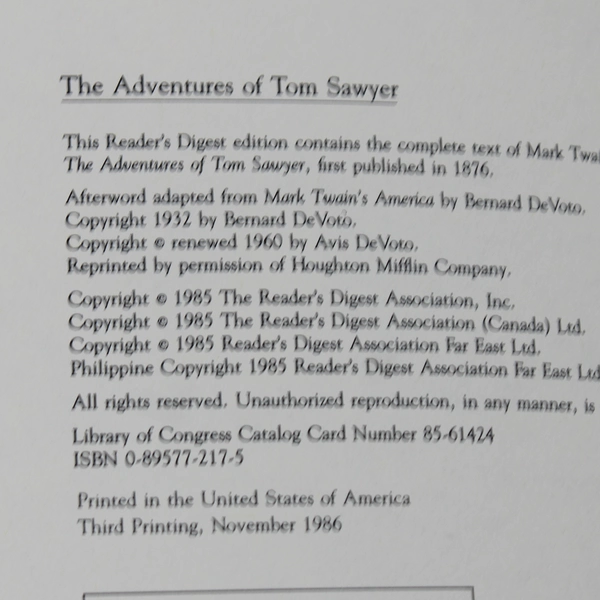 The Adventures of Tom Sawyer
This Reader's Digest edition contains the complete text of Mark Twai
The Adventures of Tom Sawyer, first published in 1876.
Afterword adapted from Mark Twain's America by Bernard DeVoto.
Copyright 1932 by Bernard DeVoto.
Copyright © renewed 1960 by Avis DeVoto.
Reprinted by permission of Houghton Mifflin Company.
Copyright © 1985 The Reader's Digest Association, Inc.
Copyright © 1985 The Reader's Digest Association (Canada) Ltd.
Copyright © 1985 Reader's Digest Association Far East Ltd.
Philippine Copyright 1985 Reader's Digest Association Far East Ltd
All rights reserved. Unauthorized reproduction, in any manner, is
Library of Congress Catalog Card Number 85-61424
ISBN 0-89577-217-5
Printed in the United States of America
Third Printing, November 1986